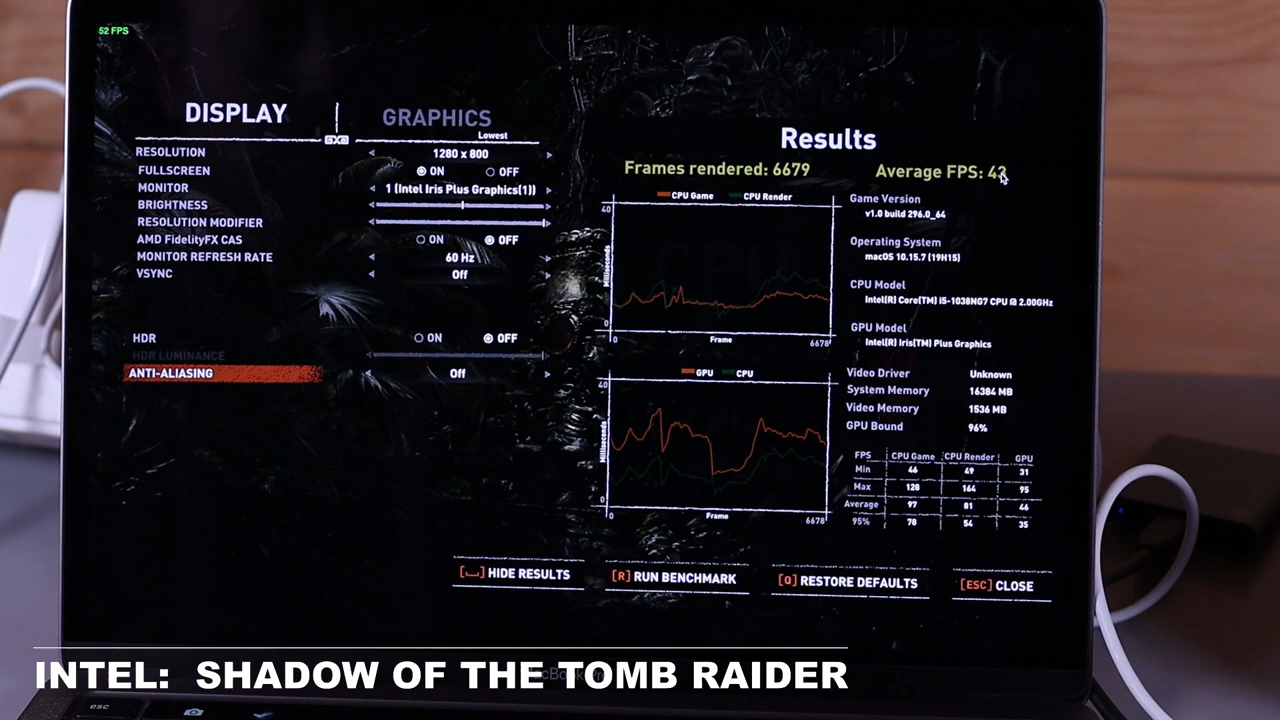 52 FPS
DISPLAY
GRAPHICS
Lowest
RESOLUTION
1280 x 800
FULLSCREEN
ON OFF
MONITOR
1 (Intel Iris Plus Graphics(1))
BRIGHTNESS
RESOLUTION MODIFIER
AMD FidelityFX CAS
ON OFF
MONITOR REFRESH RATE
60 Hz
VSYNC
Off
HDR
ON OFF
HDR LUMINANCE
ANTI-ALIASING
Off
Results
Frames rendered: 6679
Average FPS: 43
CPU Game CPU Render
40
Milliseconds
0
0 Frame 6678
GPU CPU
40
Milliseconds
0
0 Frame 6678
Game Version
v1.0 build 296.0_64
Operating System
macOS 10.15.7 (19H15)
CPU Model
Intel(R) Core(TM) i5-1038NG7 CPU @ 2.00GHz
GPU Model
Intel(R) Iris(TM) Plus Graphics
Video Driver Unknown
System Memory 16384 MB
Video Memory 1536 MB
GPU Bound 96%
FPS CPU Game CPU Render GPU
Min 46 49 31
Max 128 164 95
Average 97 81 46
95% 78 54 35
[⎵] HIDE RESULTS
[R] RUN BENCHMARK
[Q] RESTORE DEFAULTS
[ESC] CLOSE
INTEL: SHADOW OF THE TOMB RAIDER
esc